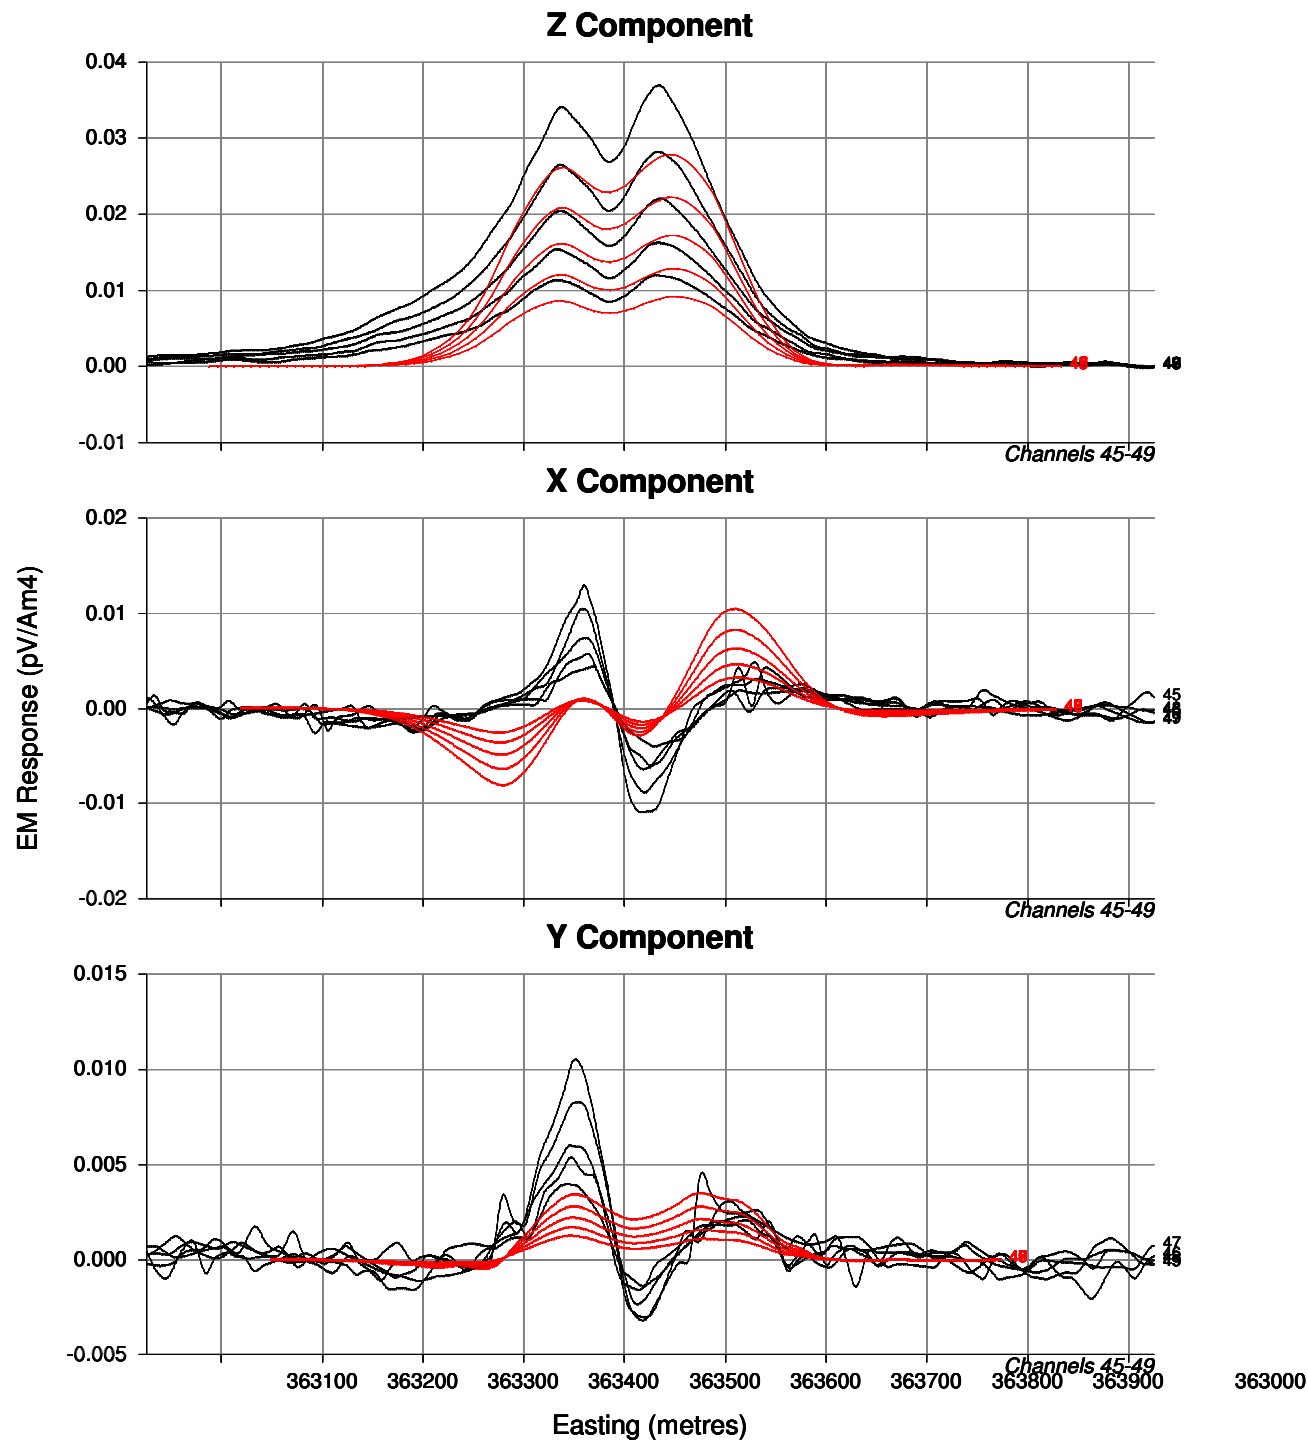 Z Component
0.04
0.03
0.02
0.01
0.00
-0.01
Channels 45-49
X Component
0.02
0.01
0.00
-0.01
-0.02
45
49
Channels 45-49
Y Component
0.015
0.010
0.005
0.000
-0.005
47
49
Channels 45-49
363100 363200 363300 363400 363500 363600 363700 363800 363900 363000
EM Response (pV/Am4)
Easting (metres)